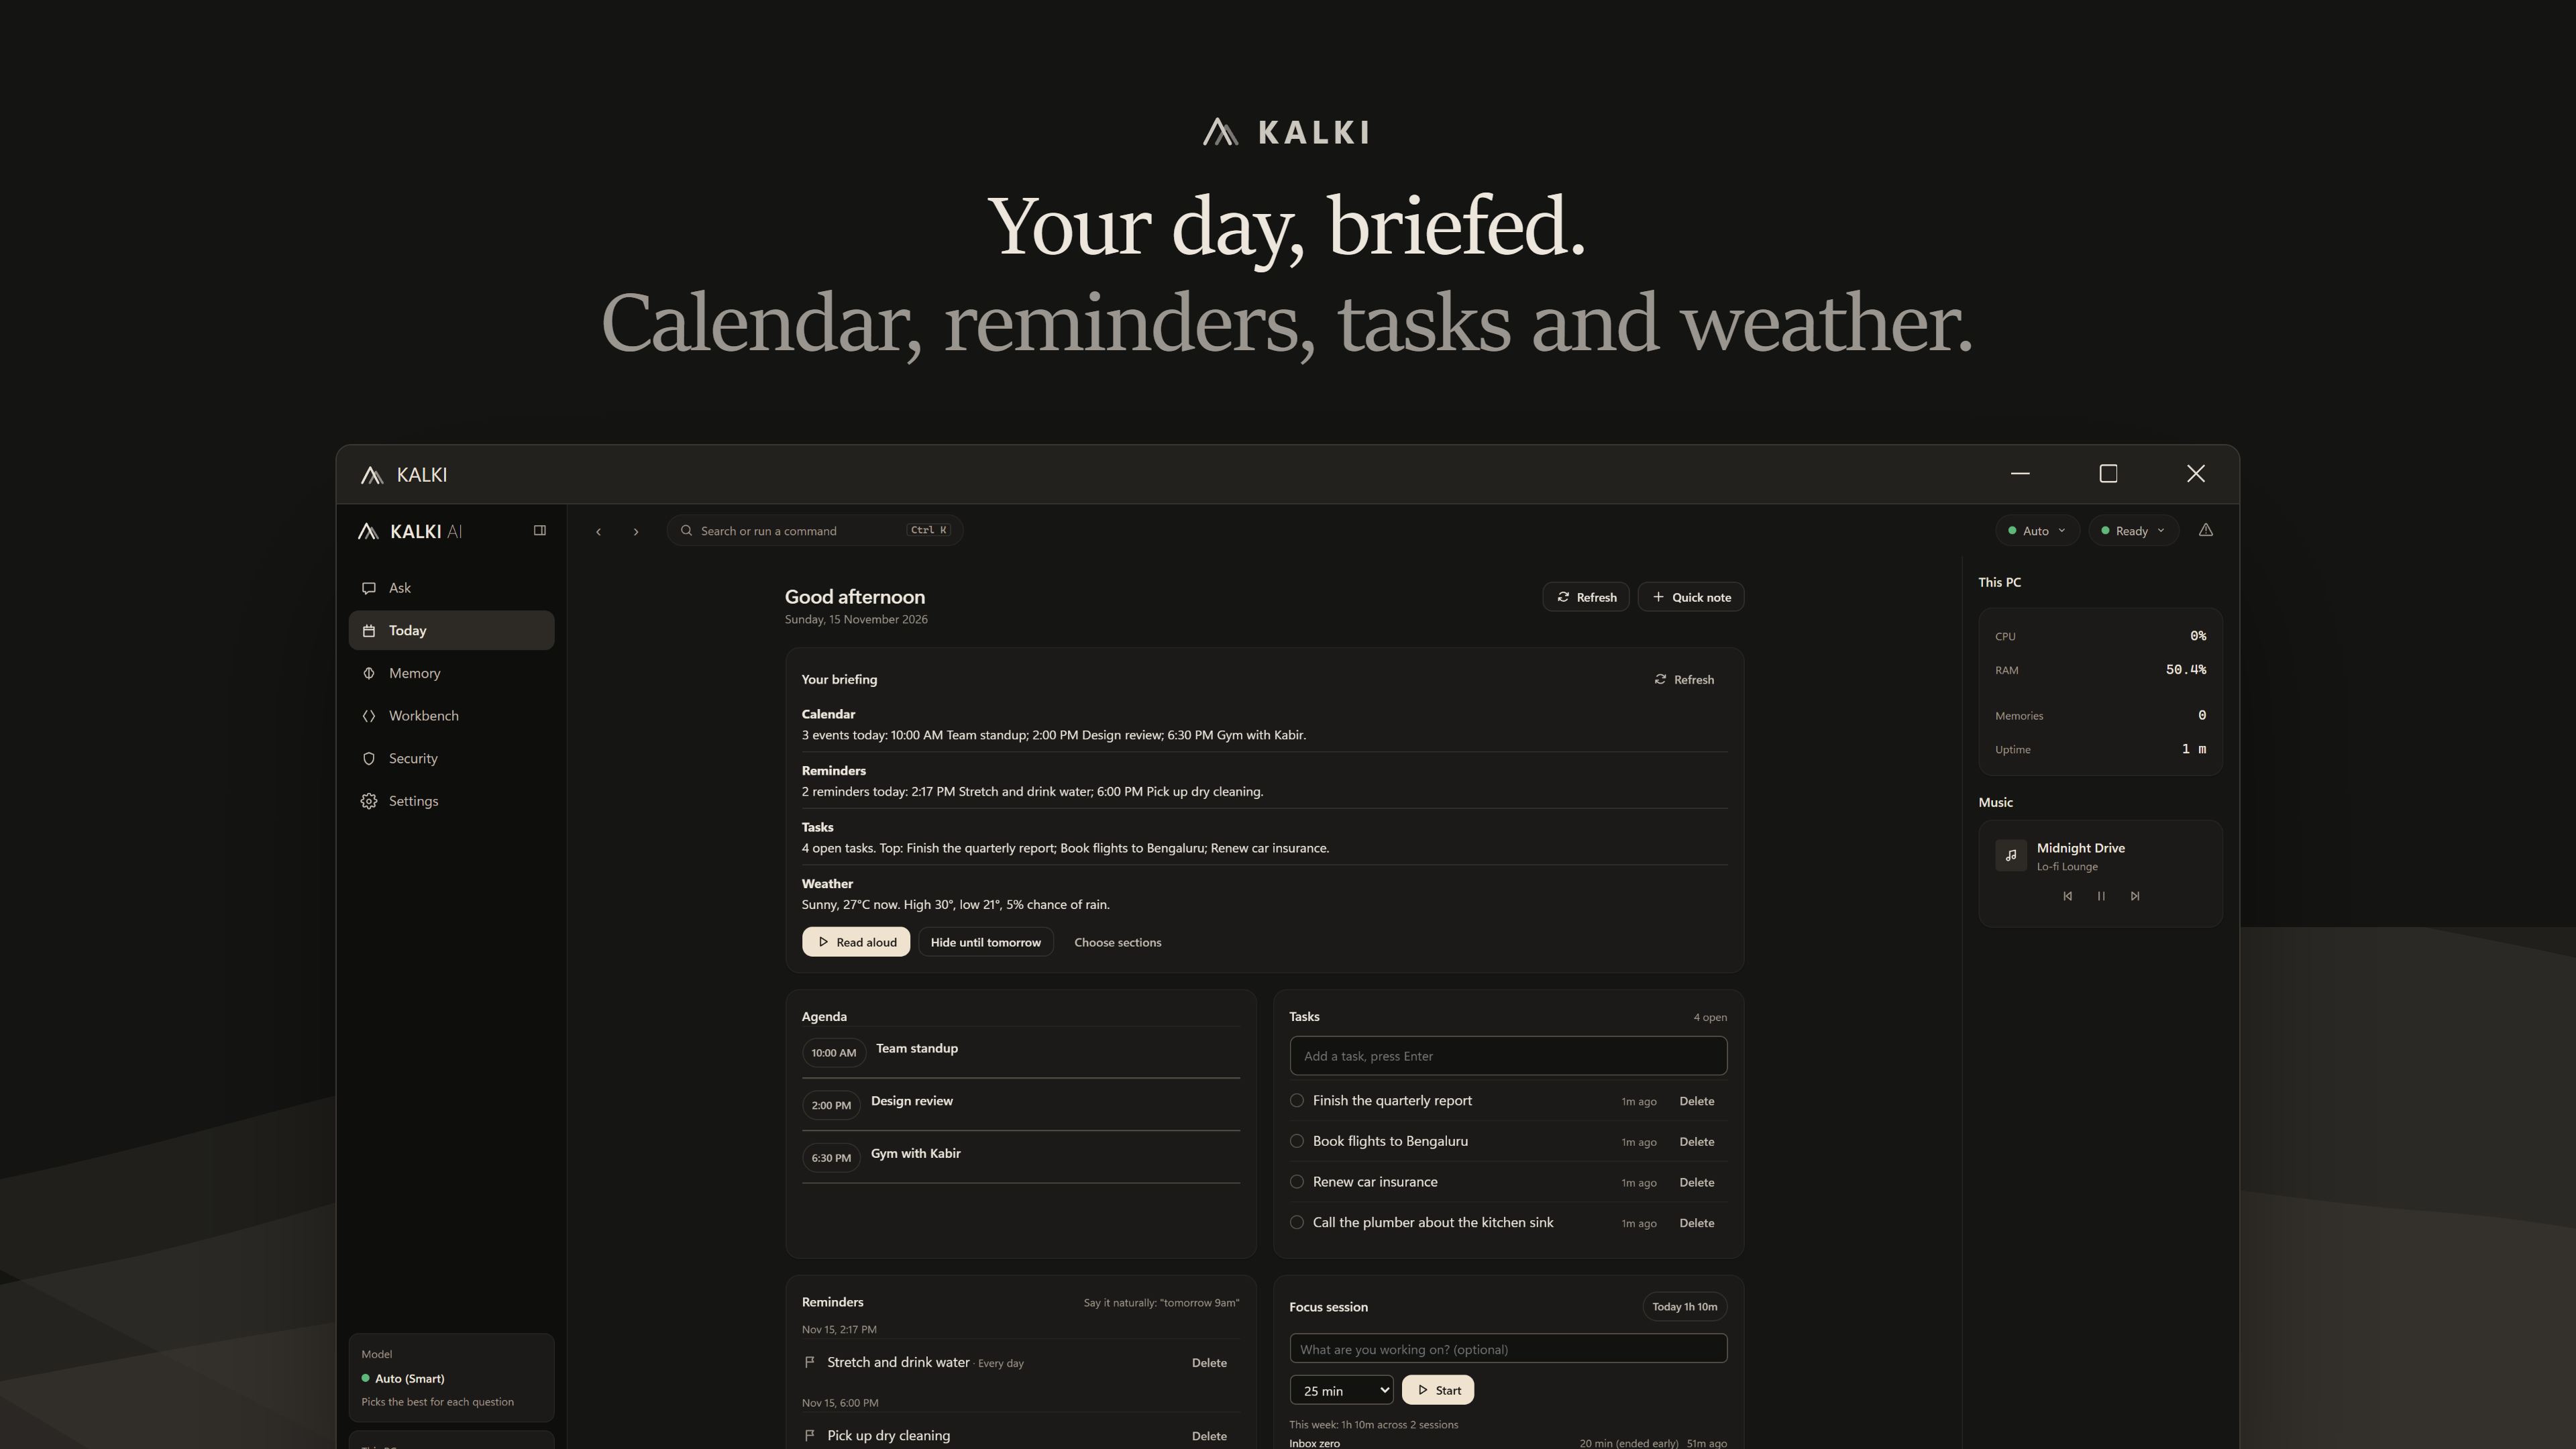 KALKI
Your day, briefed.
Calendar, reminders, tasks and weather.
KALKI
KALKI AI
Search or run a command
Ctrl K
Auto
Ready
Ask
Today
Memory
Workbench
Security
Settings
Model
Auto (Smart)
Picks the best for each question
Good afternoon
Sunday, 15 November 2026
Refresh
Quick note
Your briefing
Refresh
Calendar
3 events today: 10:00 AM Team standup; 2:00 PM Design review; 6:30 PM Gym with Kabir.
Reminders
2 reminders today: 2:17 PM Stretch and drink water; 6:00 PM Pick up dry cleaning.
Tasks
4 open tasks. Top: Finish the quarterly report; Book flights to Bengaluru; Renew car insurance.
Weather
Sunny, 27°C now. High 30°, low 21°, 5% chance of rain.
Read aloud
Hide until tomorrow
Choose sections
Agenda
10:00 AM Team standup
2:00 PM Design review
6:30 PM Gym with Kabir
Tasks
4 open
Add a task, press Enter
Finish the quarterly report 1m ago Delete
Book flights to Bengaluru 1m ago Delete
Renew car insurance 1m ago Delete
Call the plumber about the kitchen sink 1m ago Delete
Reminders
Say it naturally: "tomorrow 9am"
Nov 15, 2:17 PM
Stretch and drink water · Every day Delete
Nov 15, 6:00 PM
Pick up dry cleaning Delete
Focus session
Today 1h 10m
What are you working on? (optional)
25 min
Start
This week: 1h 10m across 2 sessions
Inbox zero 20 min (ended early) 51m ago
This PC
CPU 0%
RAM 50.4%
Memories 0
Uptime 1 m
Music
Midnight Drive
Lo-fi Lounge